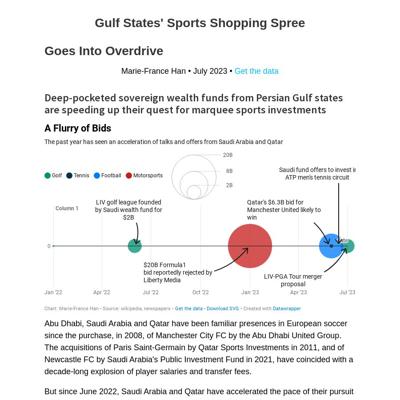 Gulf States' Sports Shopping Spree
Goes Into Overdrive
Marie-France Han • July 2023 • Get the data
Deep-pocketed sovereign wealth funds from Persian Gulf states
are speeding up their quest for marquee sports investments
A Flurry of Bids
The past year has seen an acceleration of talks and offers from Saudi Arabia and Qatar
20B
8B
2B
Golf Tennis Football Motorsports
Saudi fund offers to invest i
ATP men's tennis circuit
Column 1
LIV golf league founded
by Saudi wealth fund for
$2B
Qatar's $6.3B bid for
Manchester United likely to
win
0
$20B Formula1
bid reportedly rejected by
Liberty Media
LIV-PGA Tour merger
proposal
Jan '22 Apr '22 Jul '22 Oct '22 Jan '23 Apr '23 Jul '23
Chart: Marie-France Han • Source: wikipedia, newspapers • Get the data • Download SVG • Created with Datawrapper
Abu Dhabi, Saudi Arabia and Qatar have been familiar presences in European soccer
since the purchase, in 2008, of Manchester City FC by the Abu Dhabi United Group.
The acquisitions of Paris Saint-Germain by Qatar Sports Investments in 2011, and of
Newcastle FC by Saudi Arabia's Public Investment Fund in 2021, have coincided with a
decade-long explosion of player salaries and transfer fees.
But since June 2022, Saudi Arabia and Qatar have accelerated the pace of their pursuit